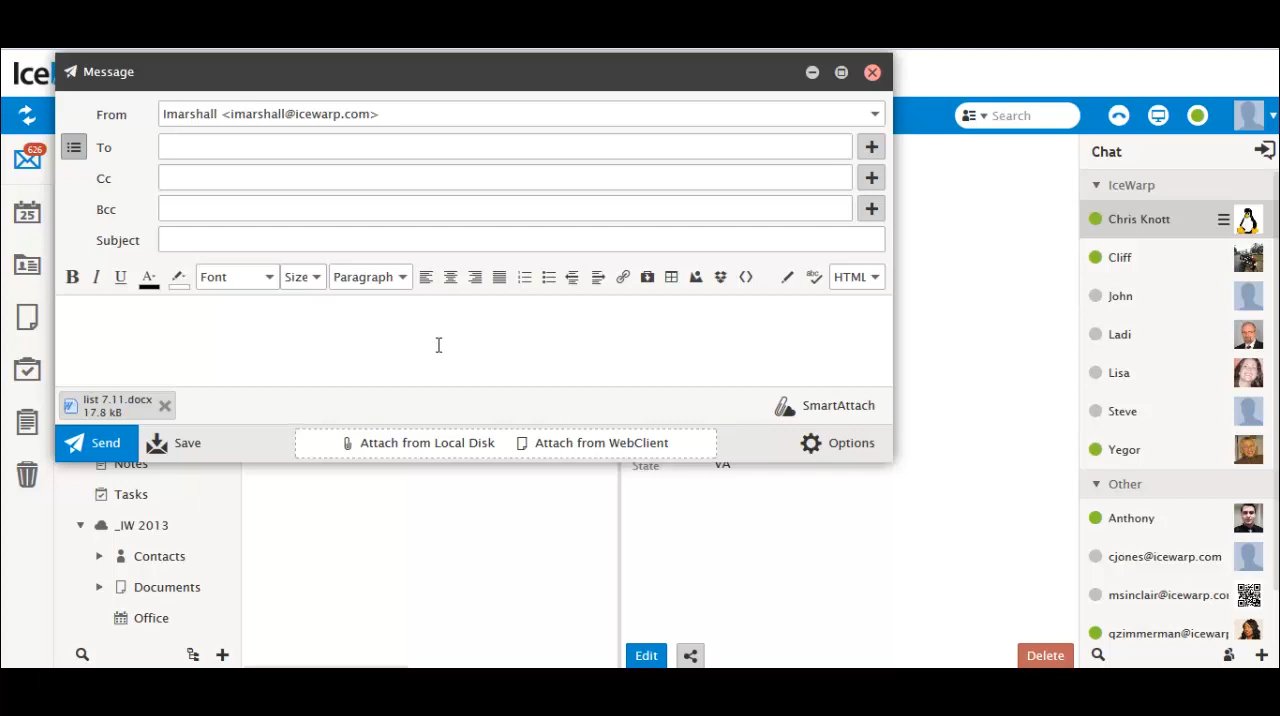 Ice
Message
From Imarshall <imarshall@icewarp.com>
To
Cc
Bcc
Subject
B I U A Font Size Paragraph abc HTML
list 7.11.docx
17.8 kB
SmartAttach
Send Save Attach from Local Disk Attach from WebClient Options
626
25
Notes
Tasks
_IW 2013
Contacts
Documents
Office
State VA
Edit
Delete
Search
Chat
IceWarp
Chris Knott
Cliff
John
Ladi
Lisa
Steve
Yegor
Other
Anthony
cjones@icewarp.com
msinclair@icewarp.co
qzimmerman@icewar